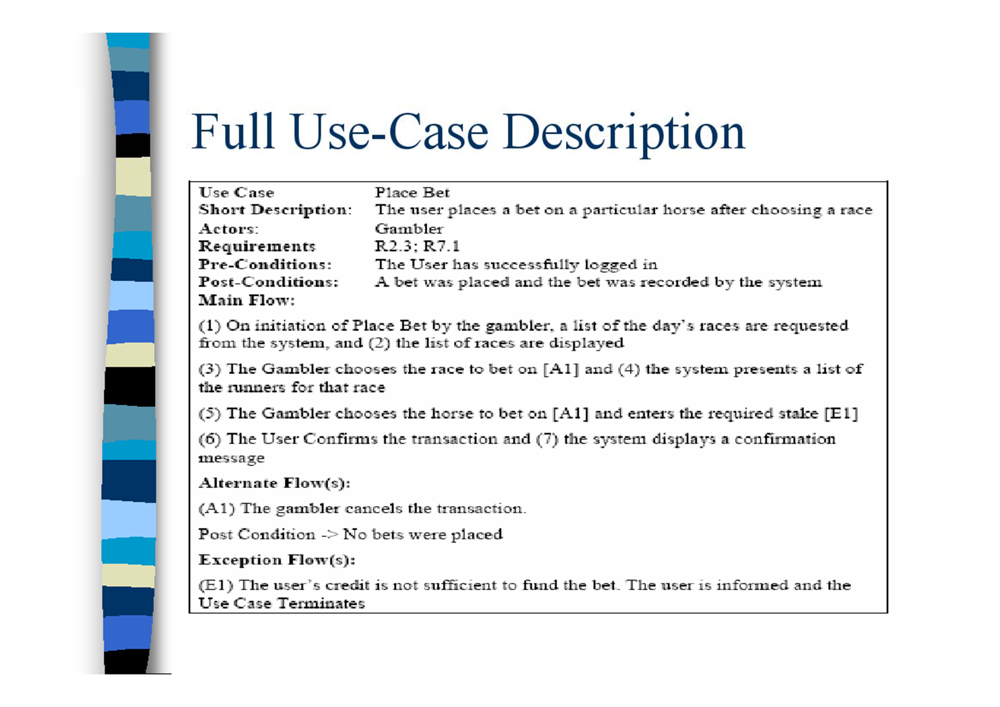 Full Use-Case Description
Use Case Place Bet
Short Description: The user places a bet on a particular horse after choosing a race
Actors: Gambler
Requirements R2.3; R7.1
Pre-Conditions: The User has successfully logged in
Post-Conditions: A bet was placed and the bet was recorded by the system
Main Flow:
(1) On initiation of Place Bet by the gambler, a list of the day's races are requested
from the system, and (2) the list of races are displayed
(3) The Gambler chooses the race to bet on [A1] and (4) the system presents a list of
the runners for that race
(5) The Gambler chooses the horse to bet on [A1] and enters the required stake [E1]
(6) The User Confirms the transaction and (7) the system displays a confirmation
message
Alternate Flow(s):
(A1) The gambler cancels the transaction.
Post Condition -> No bets were placed
Exception Flow(s):
(E1) The user's credit is not sufficient to fund the bet. The user is informed and the
Use Case Terminates